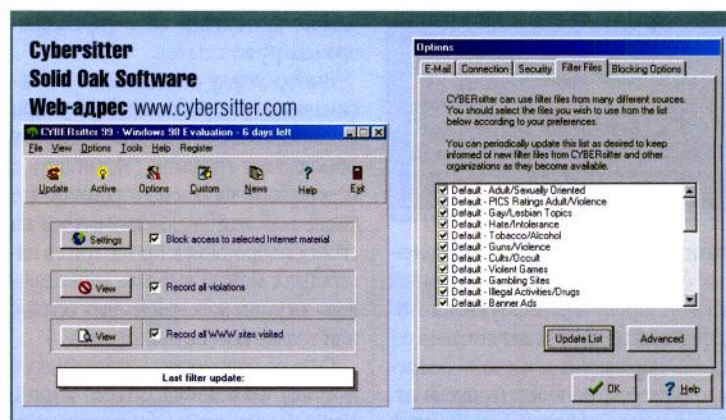 Cybersitter
Solid Oak Software
Web-адрес www.cybersitter.com
CYBERsitter 99 - Windows 98 Evaluation - 6 days left
File View Options Tools Help Register
Update Active Options Custom News Help Exit
Settings Block access to selected Internet material
View Record all violations
View Record all WWW sites visited
Last filter update:
Options
E-Mail Connection Security Filter Files Blocking Options
CYBERsitter can use filter files from many different sources.
You should select the files you wish to use from the list
below according to your preferences.
You can periodically update this list as desired to keep
informed of new filter files from CYBERsitter and other
organizations as they become available.
Default - Adult/Sexually Oriented
Default - PICS Ratings Adult/Violence
Default - Gay/Lesbian Topics
Default - Hate/Intolerance
Default - Tobacco/Alcohol
Default - Guns/Violence
Default - Cults/Occult
Default - Violent Games
Default - Gambling Sites
Default - Illegal Activities/Drugs
Default - Banner Ads
Update List Advanced
OK Help